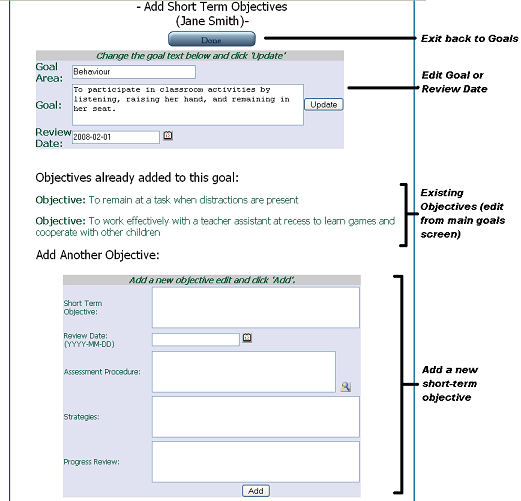 - Add Short Term Objectives
(Jane Smith)-
Done
Exit back to Goals
Change the goal text below and click 'Update'
Goal
Area:
Behaviour
Edit Goal or
Review Date
Goal:
To participate in classroom activities by
listening, raising her hand, and remaining in
her seat.
Update
Review
Date:
2008-02-01
Objectives already added to this goal:
Objective: To remain at a task when distractions are present
Objective: To work effectively with a teacher assistant at recess to learn games and
cooperate with other children
Existing
Objectives (edit
from main goals
screen)
Add Another Objective:
Add a new objective edit and click 'Add'.
Short Term
Objective:
Review Date:
(YYYY-MM-DD)
Assessment Procedure:
Add a new
short-term
objective
Strategies:
Progress Review:
Add